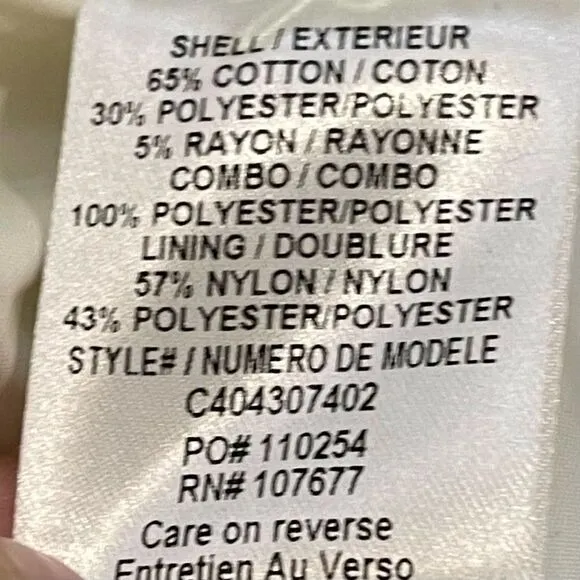 SHELL / EXTERIEUR
65% COTTON / COTON
30% POLYESTER/POLYESTER
5% RAYON / RAYONNE
COMBO / COMBO
100% POLYESTER/POLYESTER
LINING / DOUBLURE
57% NYLON / NYLON
43% POLYESTER/POLYESTER
STYLE# / NUMERO DE MODELE
C404307402
PO# 110254
RN# 107677
Care on reverse
Entretien Au Verso